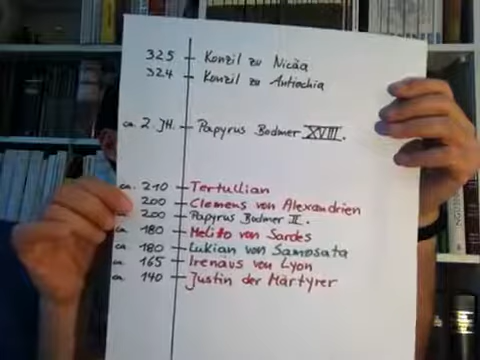 325 Konzil zu Nicäa
324 Konzil zu Antiochia
ca. 2. JH. Papyrus Bodmer XVIII.
ca. 210 Tertullian
200 Clemens von Alexandrien
200 Papyrus Bodmer II.
ca. 180 Melito von Sardes
ca. 180 Lukian von Samosata
ca. 165 Irenäus von Lyon
ca. 140 Justin der Märtyrer